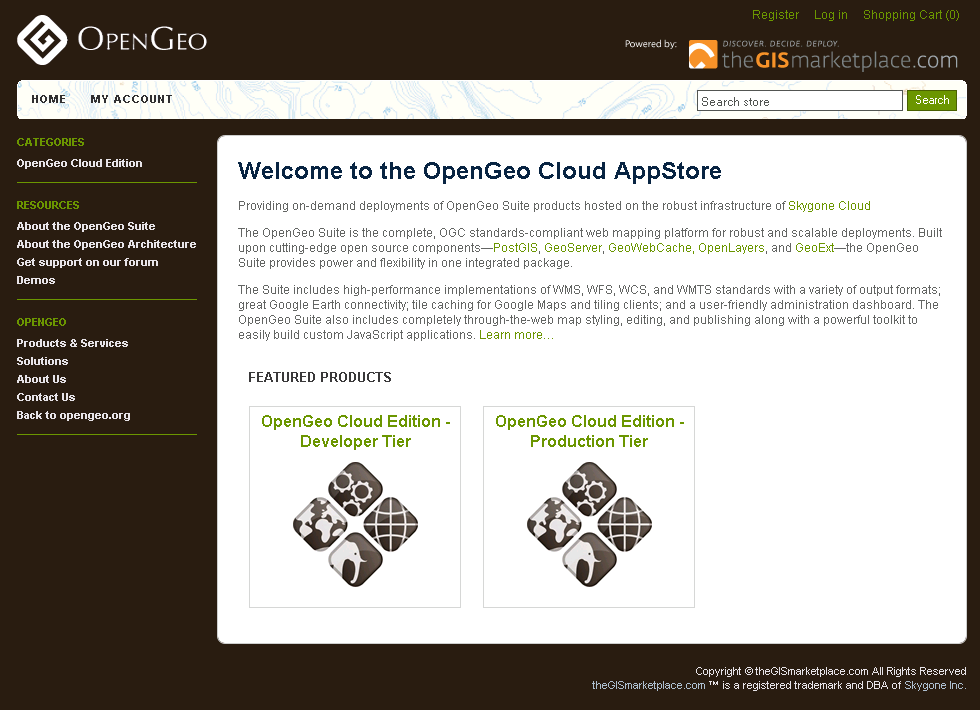 Register Log in Shopping Cart (0)
OPENGEO
Powered by:
DISCOVER. DECIDE. DEPLOY.
theGISmarketplace.com
HOME MY ACCOUNT
Search store Search
CATEGORIES
OpenGeo Cloud Edition
RESOURCES
About the OpenGeo Suite
About the OpenGeo Architecture
Get support on our forum
Demos
OPENGEO
Products & Services
Solutions
About Us
Contact Us
Back to opengeo.org
Welcome to the OpenGeo Cloud AppStore
Providing on-demand deployments of OpenGeo Suite products hosted on the robust infrastructure of Skygone Cloud
The OpenGeo Suite is the complete, OGC standards-compliant web mapping platform for robust and scalable deployments. Built
upon cutting-edge open source components—PostGIS, GeoServer, GeoWebCache, OpenLayers, and GeoExt—the OpenGeo
Suite provides power and flexibility in one integrated package.
The Suite includes high-performance implementations of WMS, WFS, WCS, and WMTS standards with a variety of output formats;
great Google Earth connectivity; tile caching for Google Maps and tiling clients; and a user-friendly administration dashboard. The
OpenGeo Suite also includes completely through-the-web map styling, editing, and publishing along with a powerful toolkit to
easily build custom JavaScript applications. Learn more…
FEATURED PRODUCTS
OpenGeo Cloud Edition -
Developer Tier
OpenGeo Cloud Edition -
Production Tier
Copyright © theGISmarketplace.com All Rights Reserved
theGISmarketplace.com ™ is a registered trademark and DBA of Skygone Inc.